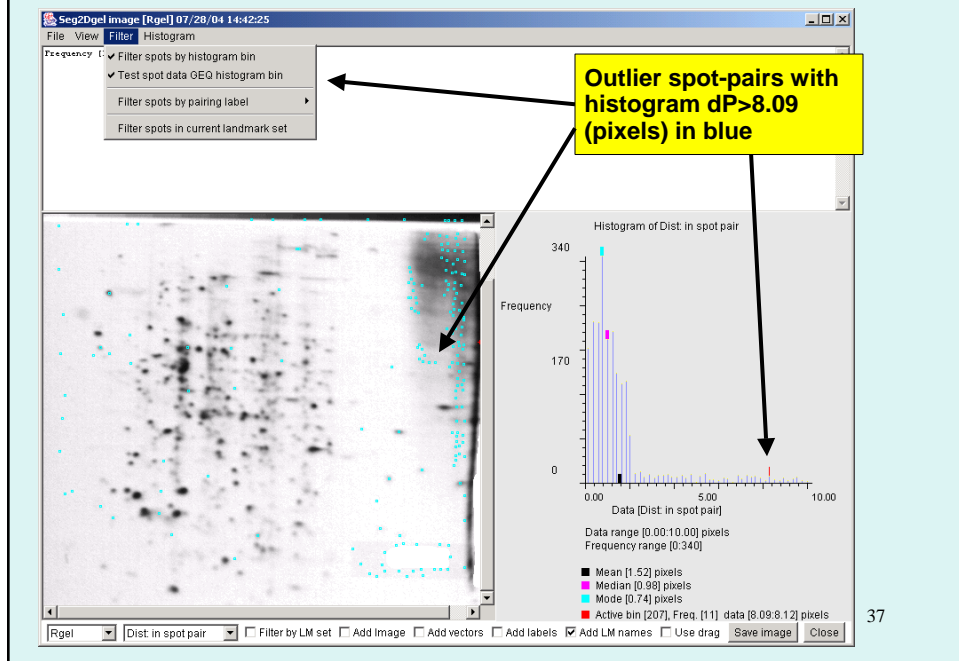 Seg2Dgel image [Rgel] 07/28/04 14:42:25
File View Filter Histogram
Frequency [
Filter spots by histogram bin
Test spot data GEQ histogram bin
Filter spots by pairing label
Filter spots in current landmark set
Outlier spot-pairs with
histogram dP>8.09
(pixels) in blue
Histogram of Dist: in spot pair
340
Frequency
170
0
0.00 5.00 10.00
Data [Dist: in spot pair]
Data range [0.00:10.00] pixels
Frequency range [0:340]
Mean [1.52] pixels
Median [0.98] pixels
Mode [0.74] pixels
Active bin [207], Freq. [11] data [8.09:8.12] pixels
37
Rgel Dist: in spot pair Filter by LM set Add Image Add vectors Add labels Add LM names Use drag Save image Close